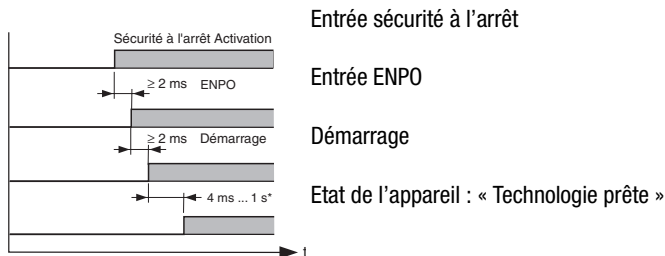 Entrée sécurité à l’arrêt
Sécurité à l'arrêt Activation
Entrée ENPO
≥ 2 ms ENPO
Démarrage
≥ 2 ms Démarrage
Etat de l’appareil : « Technologie prête »
4 ms ... 1 s*
t